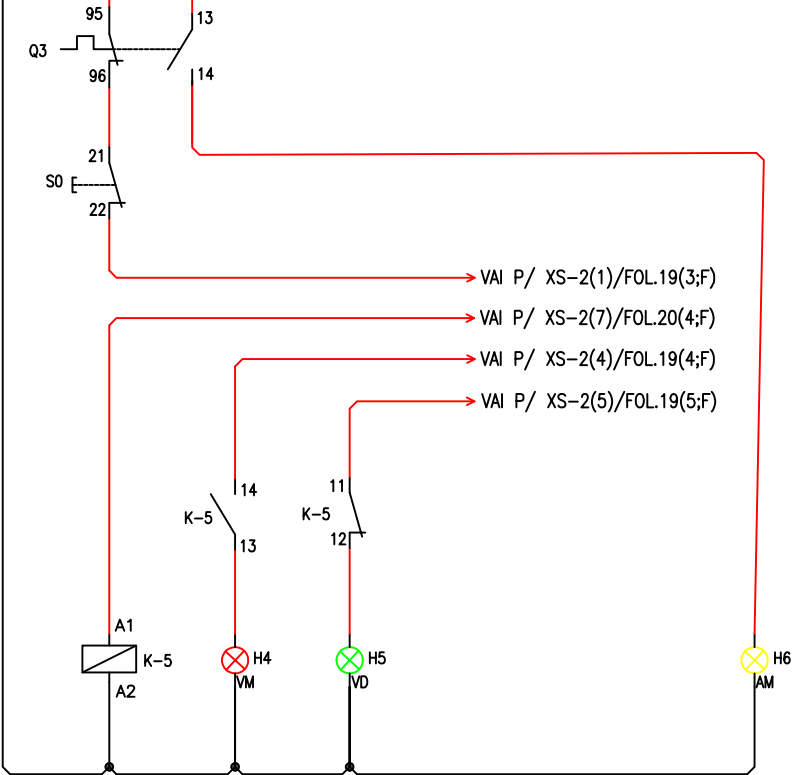 95
13
Q3
96
14
21
S0
22
VAI P/ XS-2(1)/FOL.19(3;F)
VAI P/ XS-2(7)/FOL.20(4;F)
VAI P/ XS-2(4)/FOL.19(4;F)
VAI P/ XS-2(5)/FOL.19(5;F)
14
11
K-5
K-5
13
12
A1
K-5
H4
H5
H6
A2
VM
VD
AM